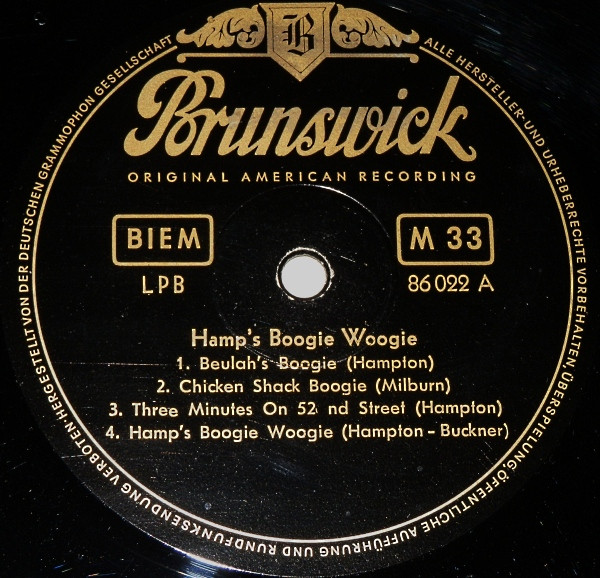 B
Brunswick
ORIGINAL AMERICAN RECORDING
BIEM
M 33
LPB
86 022 A
Hamp's Boogie Woogie
1. Beulah's Boogie (Hampton)
2. Chicken Shack Boogie (Milburn)
3. Three Minutes On 52 nd Street (Hampton)
4. Hamp's Boogie Woogie (Hampton - Buckner)
ALLE HERSTELLER- UND URHEBERRECHTE VORBEHALTEN, ÜBERSPIELUNG, ÖFFENTLICHE AUFFÜHRUNG UND RUNDFUNKSENDUNG VERBOTEN · HERGESTELLT VON DER DEUTSCHEN GRAMMOPHON GESELLSCHAFT